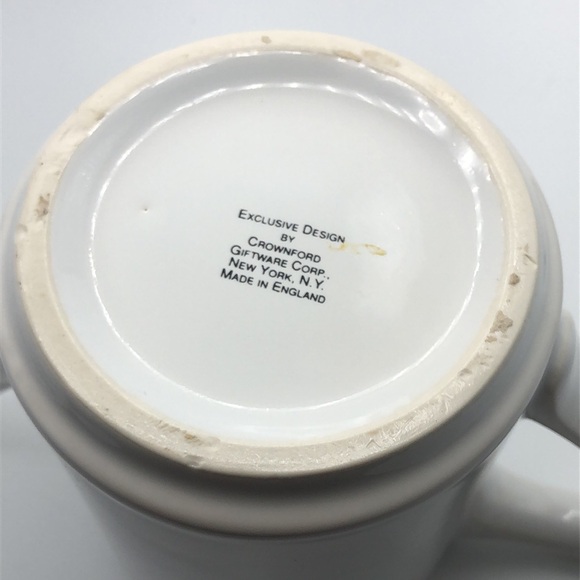 EXCLUSIVE DESIGN
BY
CROWNFORD
GIFTWARE CORP.,
NEW YORK, N.Y.
MADE IN ENGLAND